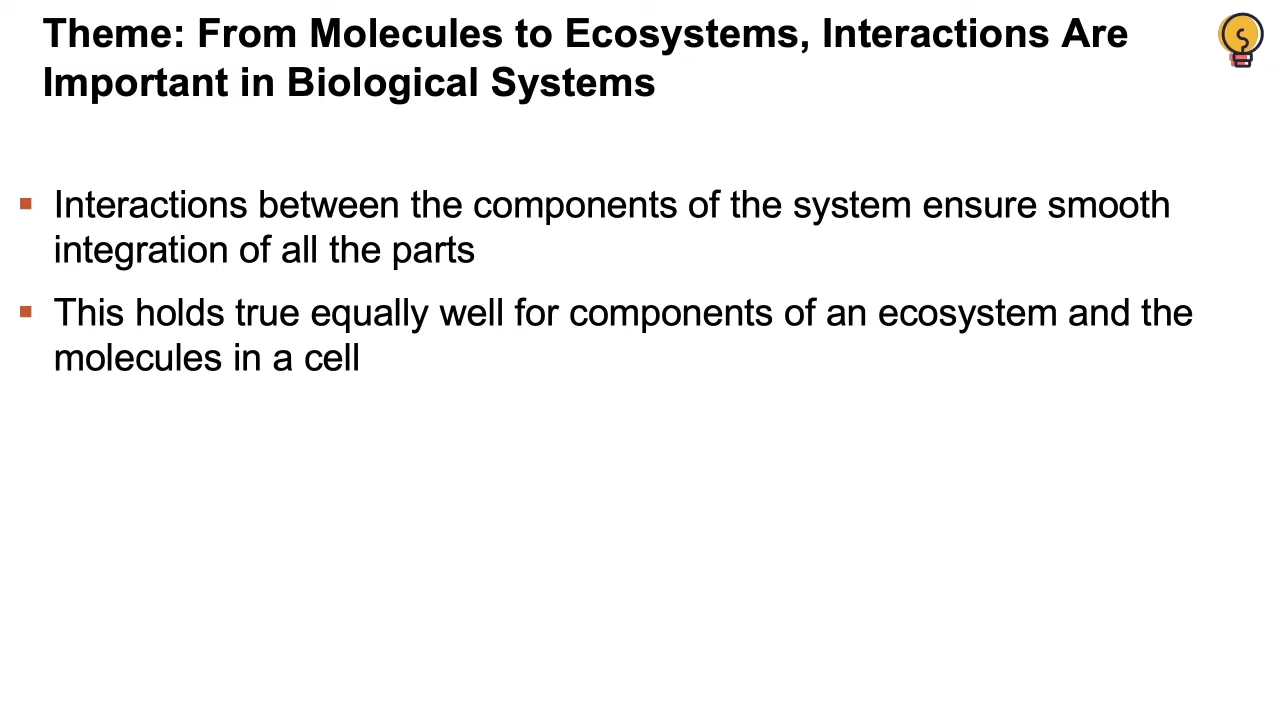 Theme: From Molecules to Ecosystems, Interactions Are
Important in Biological Systems
Interactions between the components of the system ensure smooth
integration of all the parts
This holds true equally well for components of an ecosystem and the
molecules in a cell